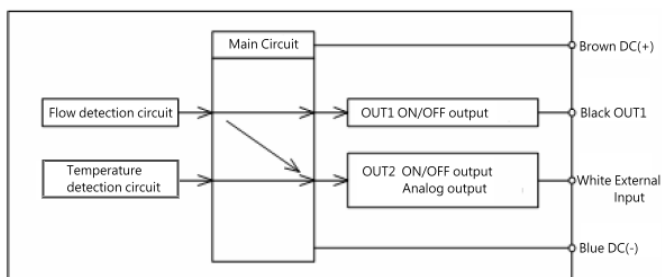 Main Circuit
Brown DC(+)
Flow detection circuit
OUT1 ON/OFF output
Black OUT1
Temperature
detection circuit
OUT2 ON/OFF output
Analog output
White External
Input
Blue DC(-)